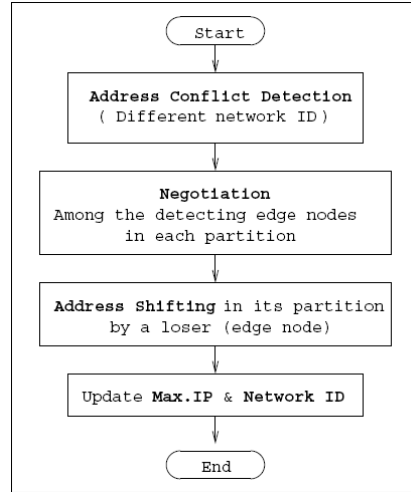 Start
Address Conflict Detection
( Different network ID )
Negotiation
Among the detecting edge nodes
in each partition
Address Shifting in its partition
by a loser (edge node)
Update Max.IP & Network ID
End